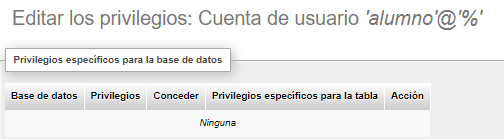 Editar los privilegios: Cuenta de usuario 'alumno'@'%'
Privilegios específicos para la base de datos
Base de datos Privilegios Conceder Privilegios específicos para la tabla Acción
Ninguna